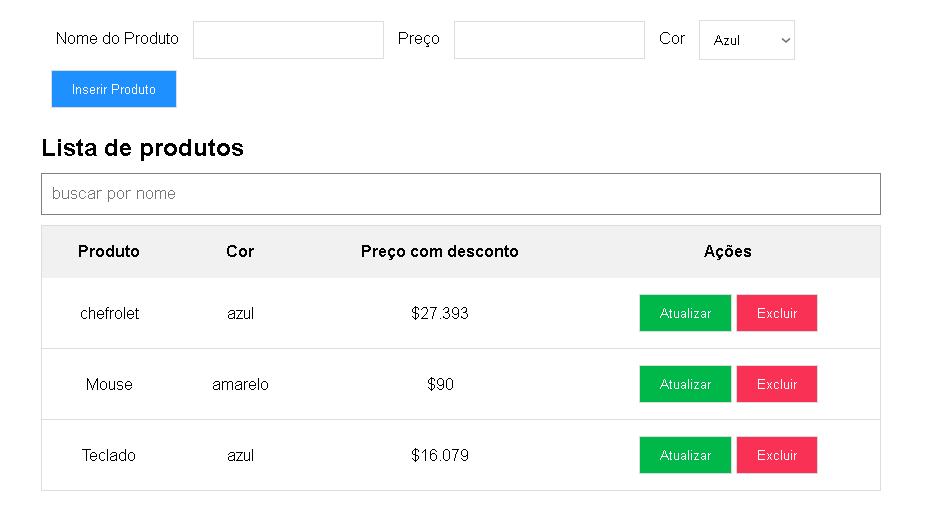 Nome do Produto Preço Cor Azul
Inserir Produto
Lista de produtos
buscar por nome
Produto Cor Preço com desconto Ações
chefrolet azul $27.393 Atualizar Excluir
Mouse amarelo $90 Atualizar Excluir
Teclado azul $16.079 Atualizar Excluir